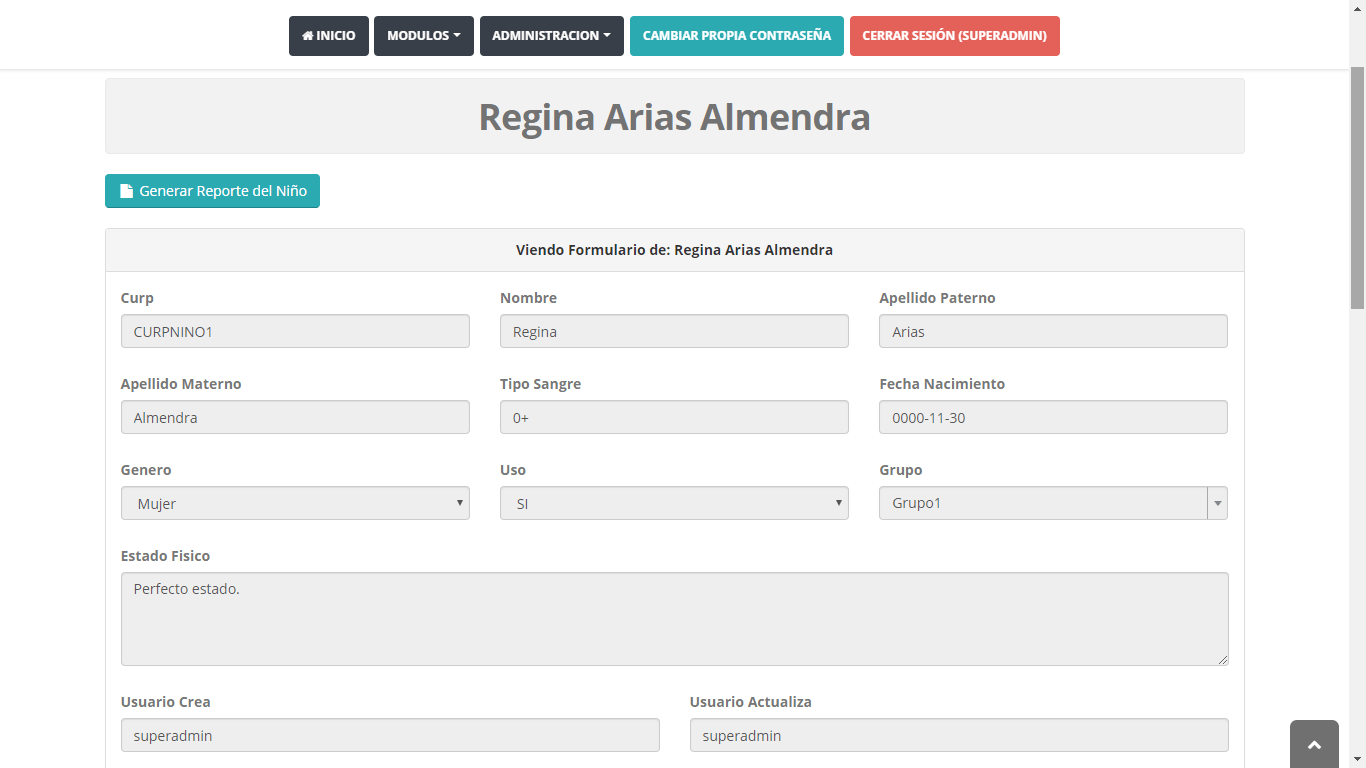 INICIO MODULOS ADMINISTRACION CAMBIAR PROPIA CONTRASEÑA CERRAR SESIÓN (SUPERADMIN)
Regina Arias Almendra
Generar Reporte del Niño
Viendo Formulario de: Regina Arias Almendra
Curp Nombre Apellido Paterno
CURPNINO1 Regina Arias
Apellido Materno Tipo Sangre Fecha Nacimiento
Almendra 0+ 0000-11-30
Genero Uso Grupo
Mujer SI Grupo1
Estado Fisico
Perfecto estado.
Usuario Crea Usuario Actualiza
superadmin superadmin